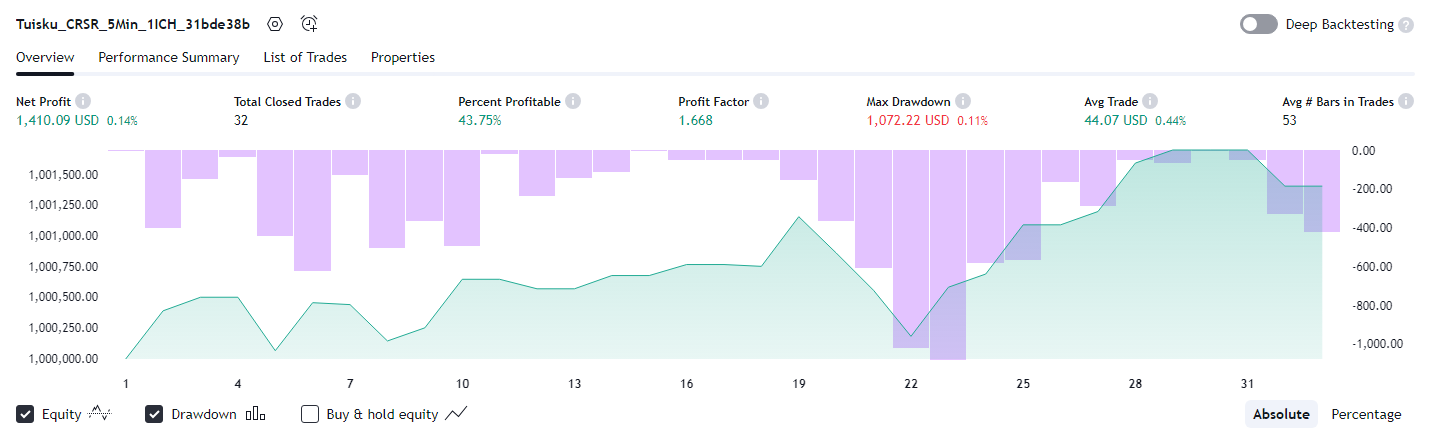 Tuisku_CRSR_5Min_1ICH_31bde38b
Deep Backtesting ?
Overview Performance Summary List of Trades Properties
Net Profit i Total Closed Trades i Percent Profitable i Profit Factor i Max Drawdown i Avg Trade i Avg # Bars in Trades i
1,410.09 USD 0.14% 32 43.75% 1.668 1,072.22 USD 0.11% 44.07 USD 0.44% 53
0.00
1,001,500.00
-200.00
1,001,250.00
-400.00
1,001,000.00
1,000,750.00 -600.00
1,000,500.00
-800.00
1,000,250.00
-1,000.00
1,000,000.00
1 4 7 10 13 16 19 22 25 28 31
Equity Drawdown Buy & hold equity Absolute Percentage